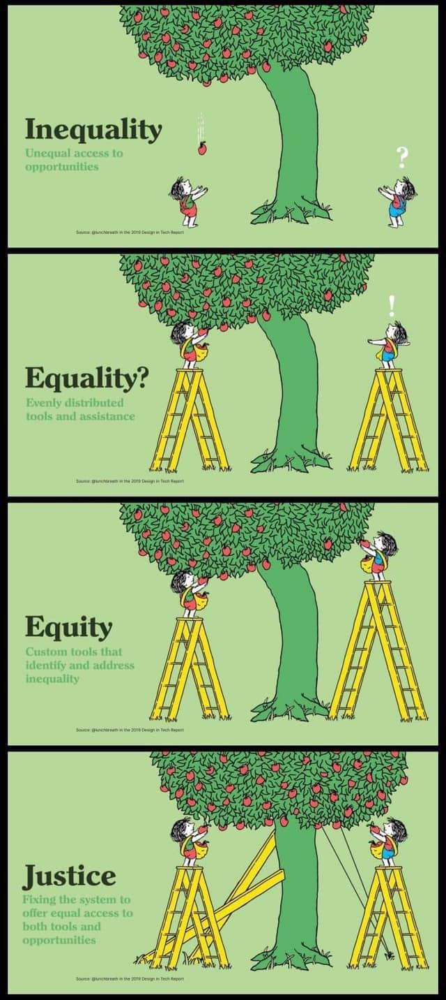 Inequality
Unequal access to
opportunities
?
Source: @lunchbreath in the 2019 Design in Tech Report
!
Equality?
Evenly distributed
tools and assistance
Source: @lunchbreath in the 2019 Design in Tech Report
Equity
Custom tools that
identify and address
inequality
Source: @lunchbreath in the 2019 Design in Tech Report
Justice
Fixing the system to
offer equal access to
both tools and
opportunities
Source: @lunchbreath in the 2019 Design in Tech Report